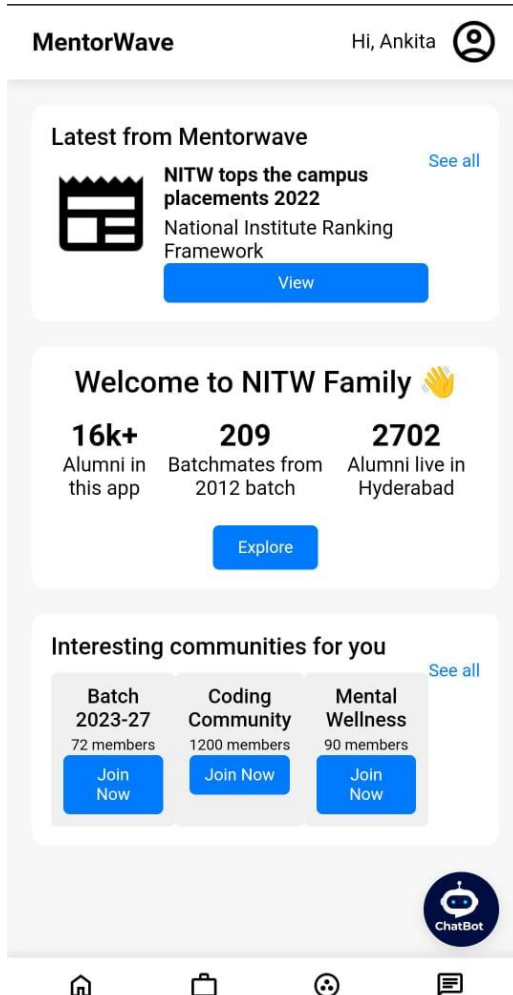 MentorWave
Hi, Ankita
Latest from Mentorwave
See all
NITW tops the campus
placements 2022
National Institute Ranking
Framework
View
Welcome to NITW Family 👋
16k+
Alumni in
this app
209
Batchmates from
2012 batch
2702
Alumni live in
Hyderabad
Explore
Interesting communities for you
See all
Batch
2023-27
72 members
Join
Now
Coding
Community
1200 members
Join Now
Mental
Wellness
90 members
Join
Now
ChatBot